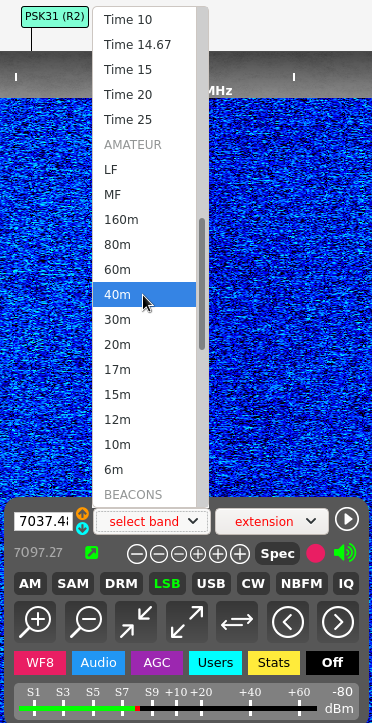 PSK31 (R2)
MHz
Time 10
Time 14.67
Time 15
Time 20
Time 25
AMATEUR
LF
MF
160m
80m
60m
40m
30m
20m
17m
15m
12m
10m
6m
BEACONS
7037.48 select band extension
7097.27 Spec
AM SAM DRM LSB USB CW NBFM IQ
WF8 Audio AGC Users Stats Off
S1 S3 S5 S7 S9 +10 +20 +40 +60 -80
dBm